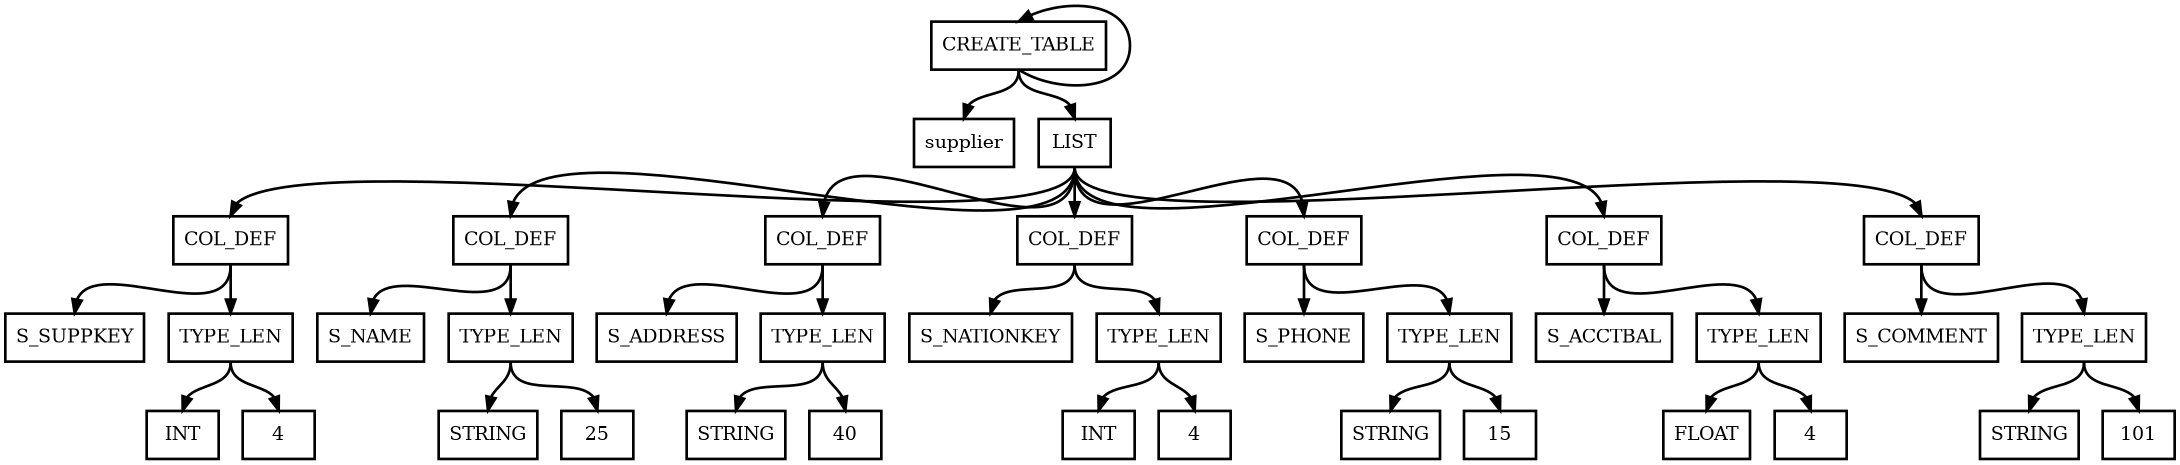 CREATE_TABLE
supplier
LIST
COL_DEF
COL_DEF
COL_DEF
COL_DEF
COL_DEF
COL_DEF
COL_DEF
S_SUPPKEY
TYPE_LEN
S_NAME
TYPE_LEN
S_ADDRESS
TYPE_LEN
S_NATIONKEY
TYPE_LEN
S_PHONE
TYPE_LEN
S_ACCTBAL
TYPE_LEN
S_COMMENT
TYPE_LEN
INT
4
STRING
25
STRING
40
INT
4
STRING
15
FLOAT
4
STRING
101